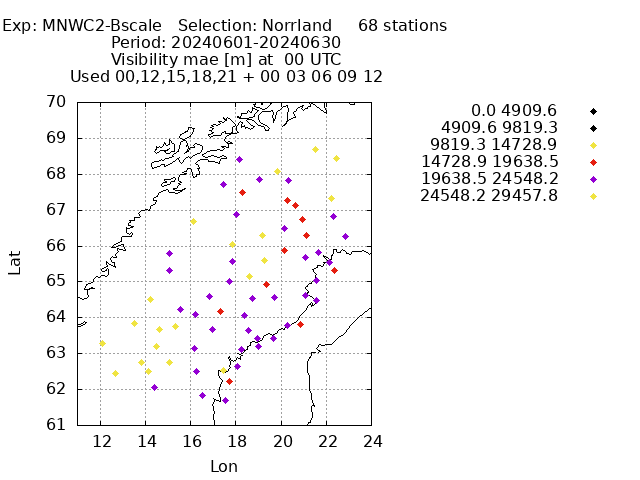 Exp: MNWC2-Bscale   Selection: Norrland     68 stations
Period: 20240601-20240630
Visibility mae [m] at  00 UTC
Used 00,12,15,18,21 + 00 03 06 09 12
0.0 4909.6
4909.6 9819.3
9819.3 14728.9
14728.9 19638.5
19638.5 24548.2
24548.2 29457.8
70
69
68
67
66
65
64
63
62
61
Lat
12 14 16 18 20 22 24
Lon